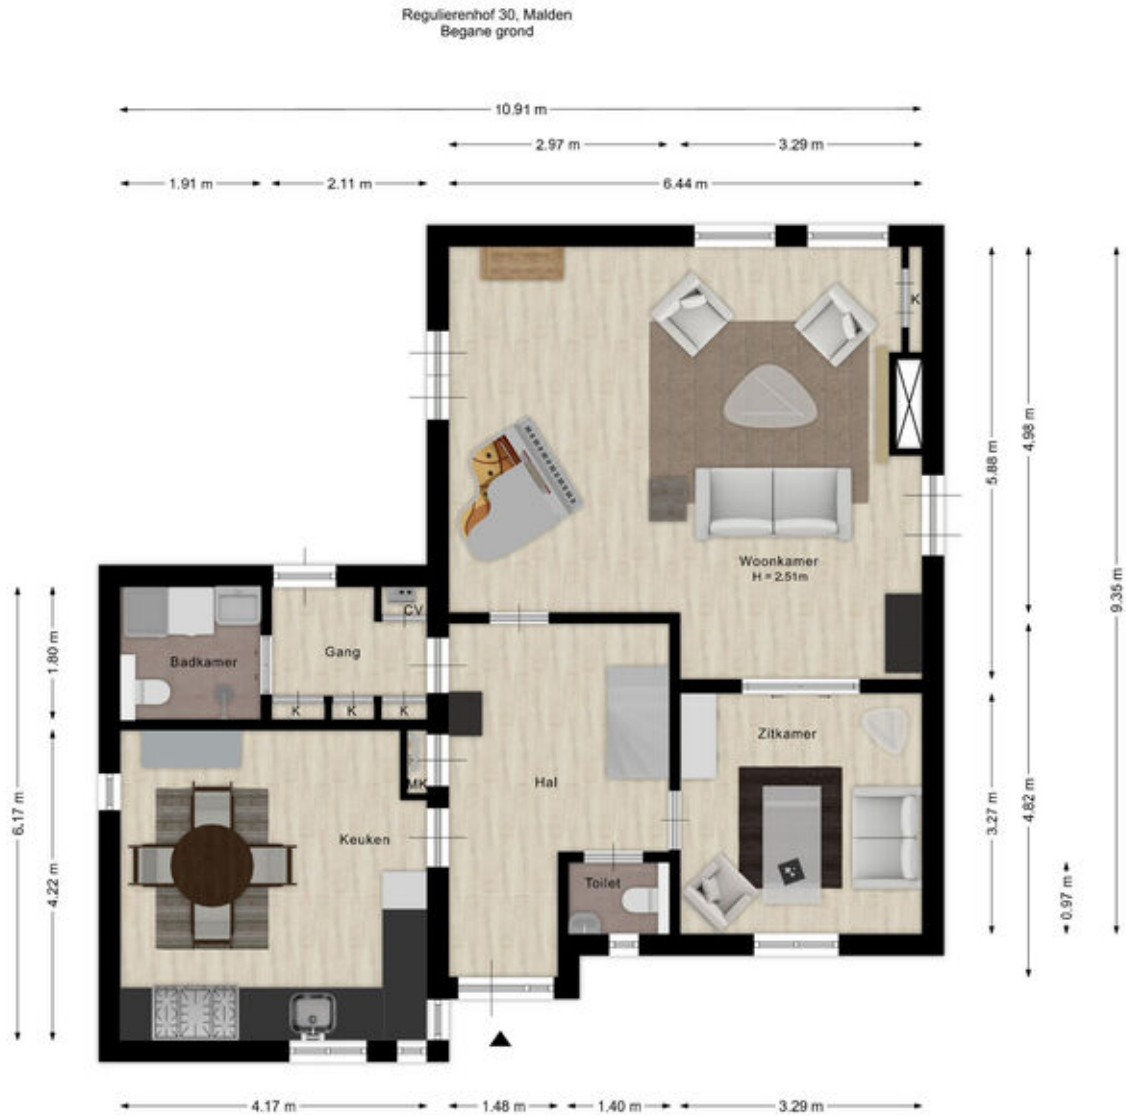 Regulierenhof 30, Malden
Begane grond
10.91 m
2.97 m
3.29 m
1.91 m
2.11 m
6.44 m
K
4.98 m
5.88 m
9.35 m
Woonkamer
H = 2.51m
CV
Gang
Badkamer
1.80 m
K
K
K
Zitkamer
Hal
MK
Keuken
6.17 m
4.22 m
3.27 m
4.82 m
0.97 m
Toilet
4.17 m
1.48 m
1.40 m
3.29 m